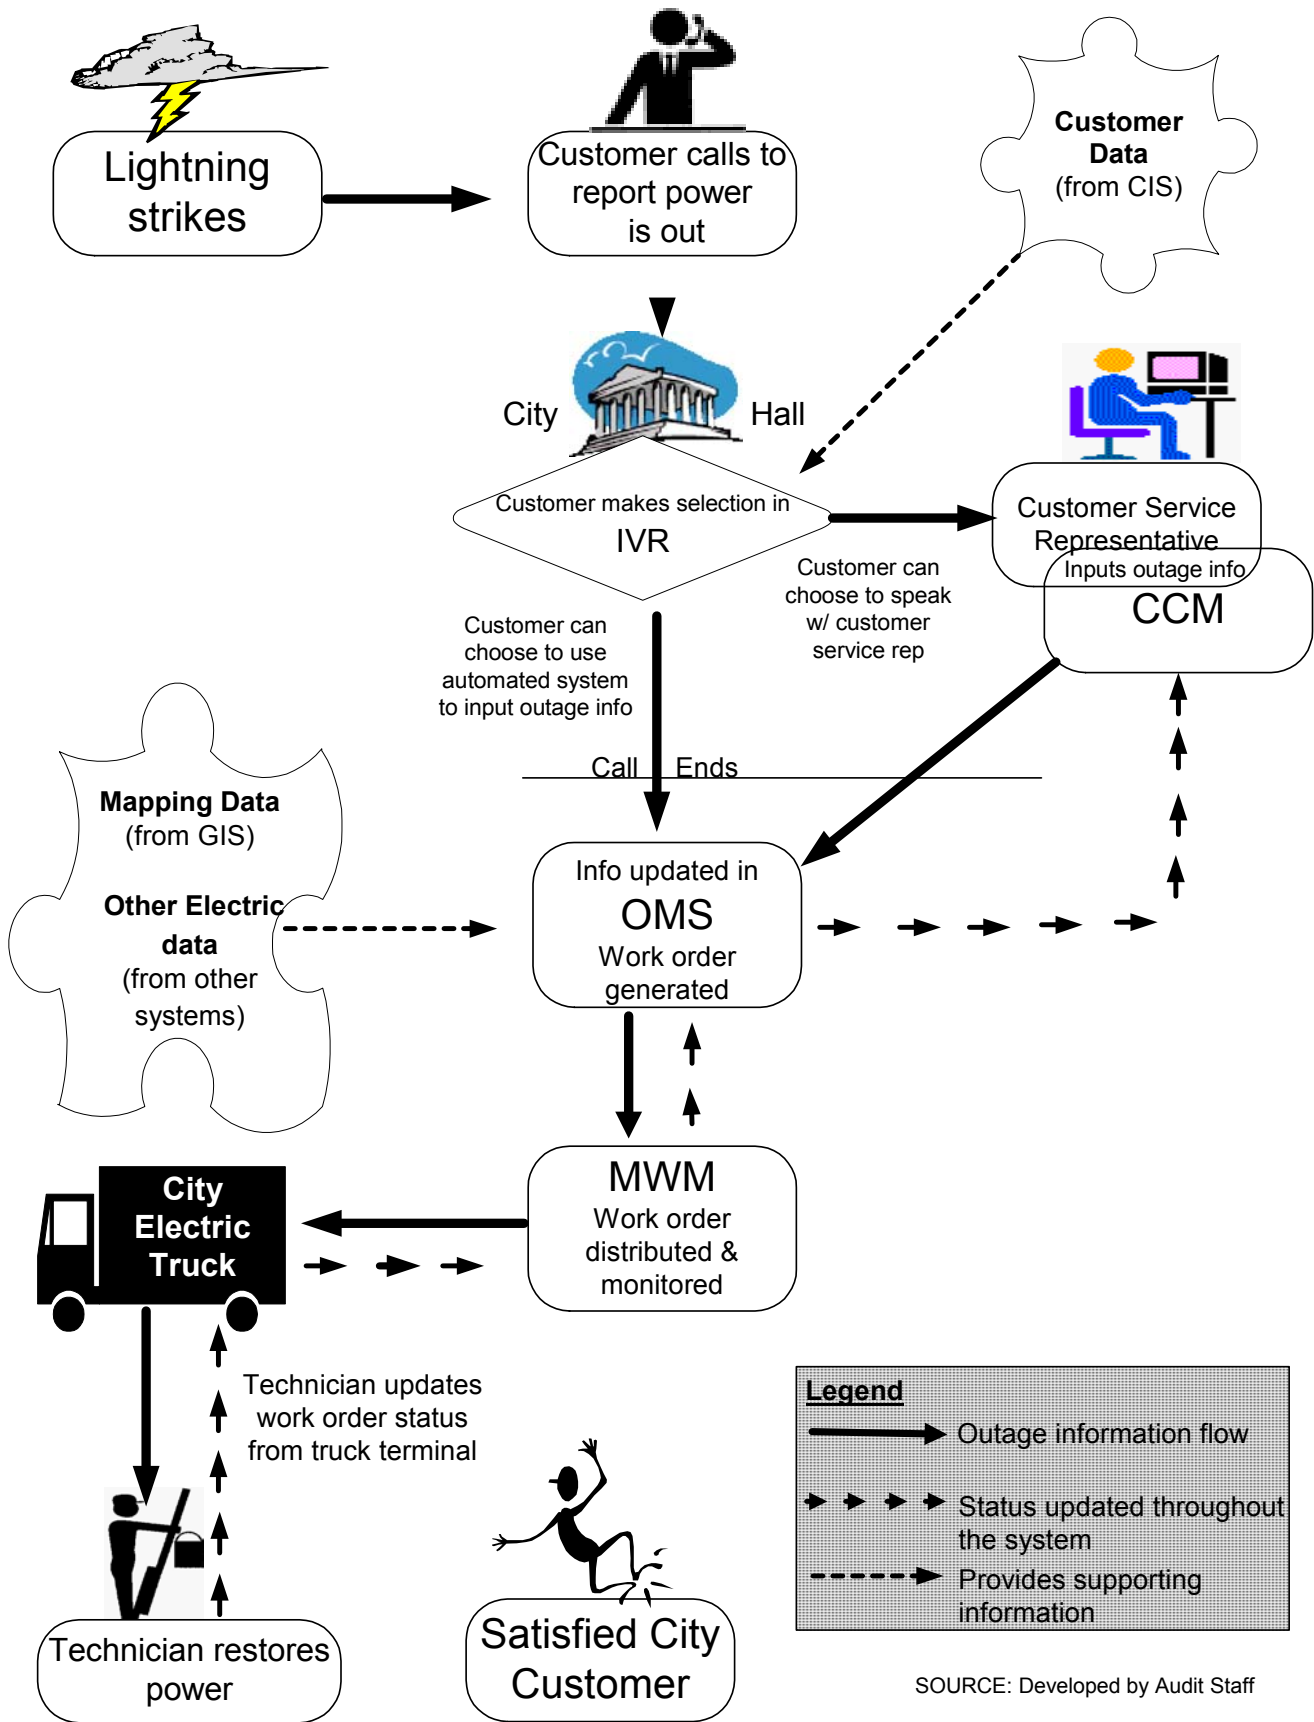 Lightning
strikes
Customer calls to
report power
is out
Customer
Data
(from CIS)
City Hall
Customer makes selection in
IVR
Customer Service
Representative
Inputs outage info
CCM
Customer can
choose to speak
w/ customer
service rep
Customer can
choose to use
automated system
to input outage info
Call Ends
Mapping Data
(from GIS)
Other Electric
data
(from other
systems)
Info updated in
OMS
Work order
generated
MWM
Work order
distributed &
monitored
City
Electric
Truck
Technician updates
work order status
from truck terminal
Technician restores
power
Satisfied City
Customer
Legend
Outage information flow
Status updated throughout
the system
Provides supporting
information
SOURCE: Developed by Audit Staff